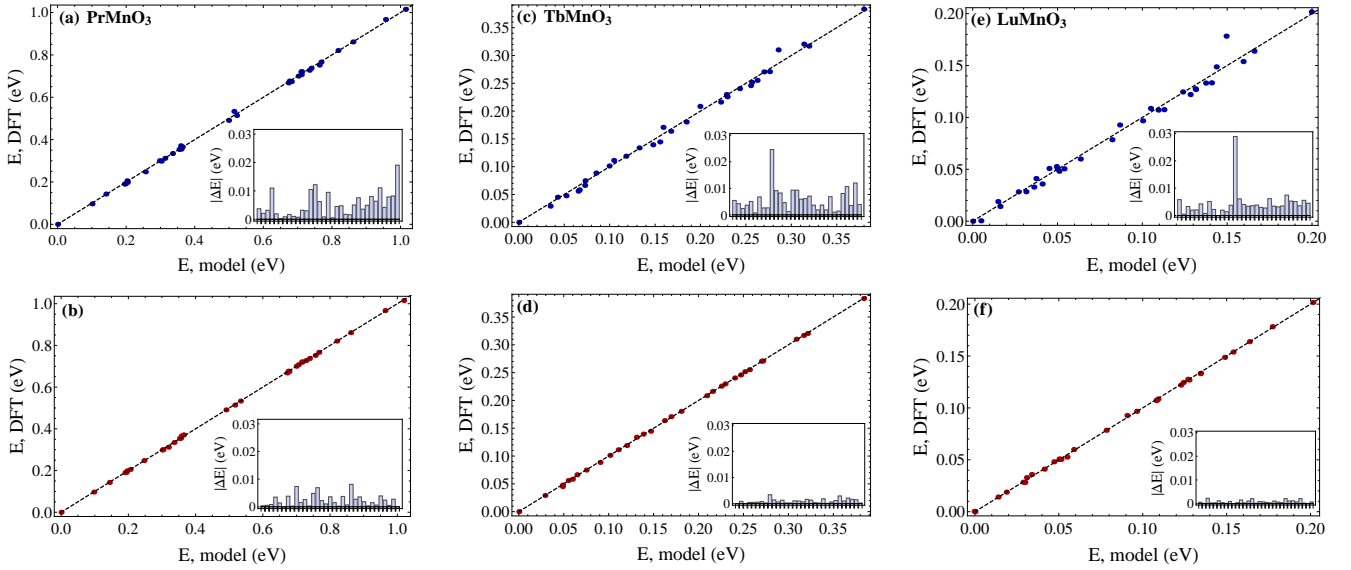 (a) PrMnO3
E, DFT (eV)
1.0
0.8
0.6
0.4
0.2
0.0
|ΔE| (eV)
0.03
0.02
0.01
0
0.0 0.2 0.4 0.6 0.8 1.0
E, model (eV)
(c) TbMnO3
E, DFT (eV)
0.35
0.30
0.25
0.20
0.15
0.10
0.05
0.00
|ΔE| (eV)
0.03
0.02
0.01
0
0.00 0.05 0.10 0.15 0.20 0.25 0.30 0.35
E, model (eV)
(e) LuMnO3
E, DFT (eV)
0.20
0.15
0.10
0.05
0.00
|ΔE| (eV)
0.03
0.01
0.01
0
0.00 0.05 0.10 0.15 0.20
E, model (eV)
(b)
E, DFT (eV)
1.0
0.8
0.6
0.4
0.2
0.0
|ΔE| (eV)
0.03
0.02
0.01
0
0.0 0.2 0.4 0.6 0.8 1.0
E, model (eV)
(d)
E, DFT (eV)
0.35
0.30
0.25
0.20
0.15
0.10
0.05
0.00
|ΔE| (eV)
0.03
0.02
0.01
0
0.00 0.05 0.10 0.15 0.20 0.25 0.30 0.35
E, model (eV)
(f)
E, DFT (eV)
0.20
0.15
0.10
0.05
0.00
|ΔE| (eV)
0.03
0.02
0.01
0
0.00 0.05 0.10 0.15 0.20
E, model (eV)